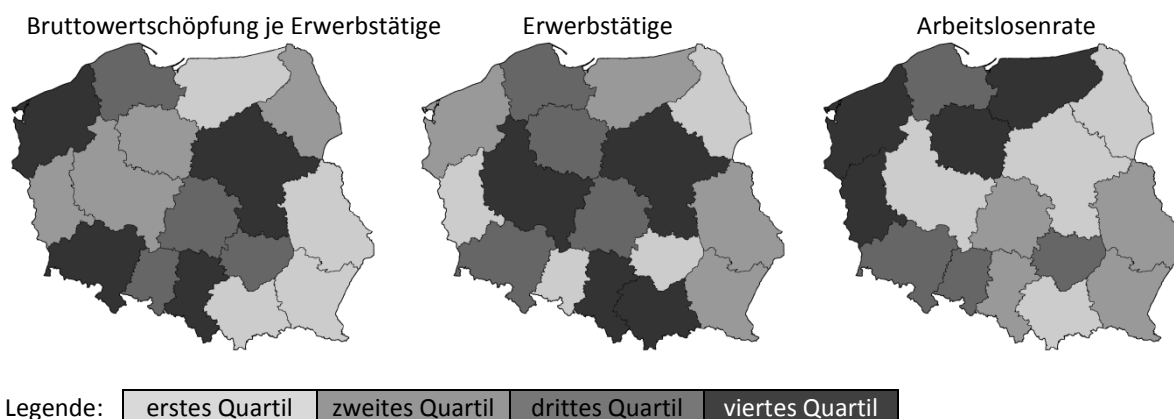 Bruttowertschöpfung je Erwerbstätige Erwerbstätige Arbeitslosenrate
Legende: erstes Quartil zweites Quartil drittes Quartil viertes Quartil